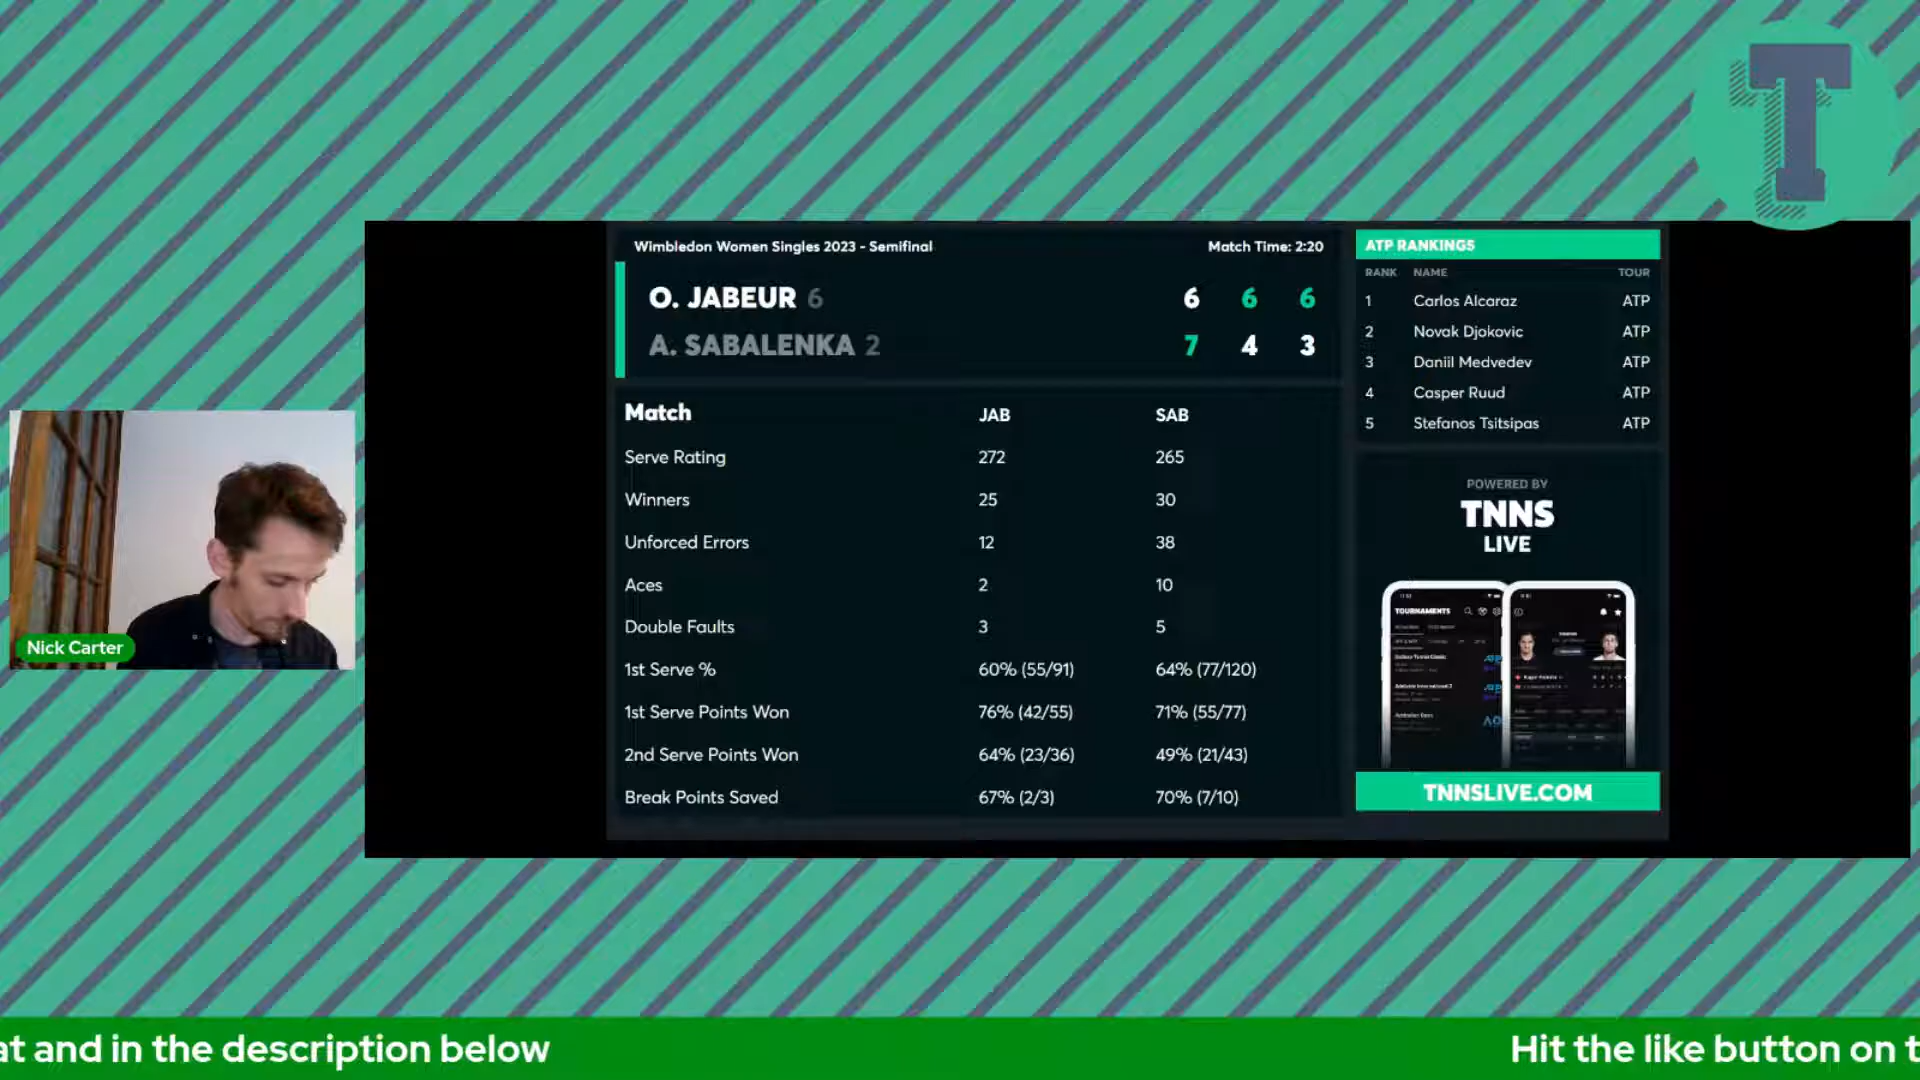 T
Wimbledon Women Singles 2023 - Semifinal Match Time: 2:20
O. JABEUR 6 6 6 6
A. SABALENKA 2 7 4 3
Match JAB SAB
Serve Rating 272 265
Winners 25 30
Unforced Errors 12 38
Aces 2 10
Double Faults 3 5
1st Serve % 60% (55/91) 64% (77/120)
1st Serve Points Won 76% (42/55) 71% (55/77)
2nd Serve Points Won 64% (23/36) 49% (21/43)
Break Points Saved 67% (2/3) 70% (7/10)
ATP RANKINGS
RANK NAME TOUR
1 Carlos Alcaraz ATP
2 Novak Djokovic ATP
3 Daniil Medvedev ATP
4 Casper Ruud ATP
5 Stefanos Tsitsipas ATP
POWERED BY
TNNS
LIVE
TOURNAMENTS
TNNSLIVE.COM
Nick Carter
at and in the description below
Hit the like button on t